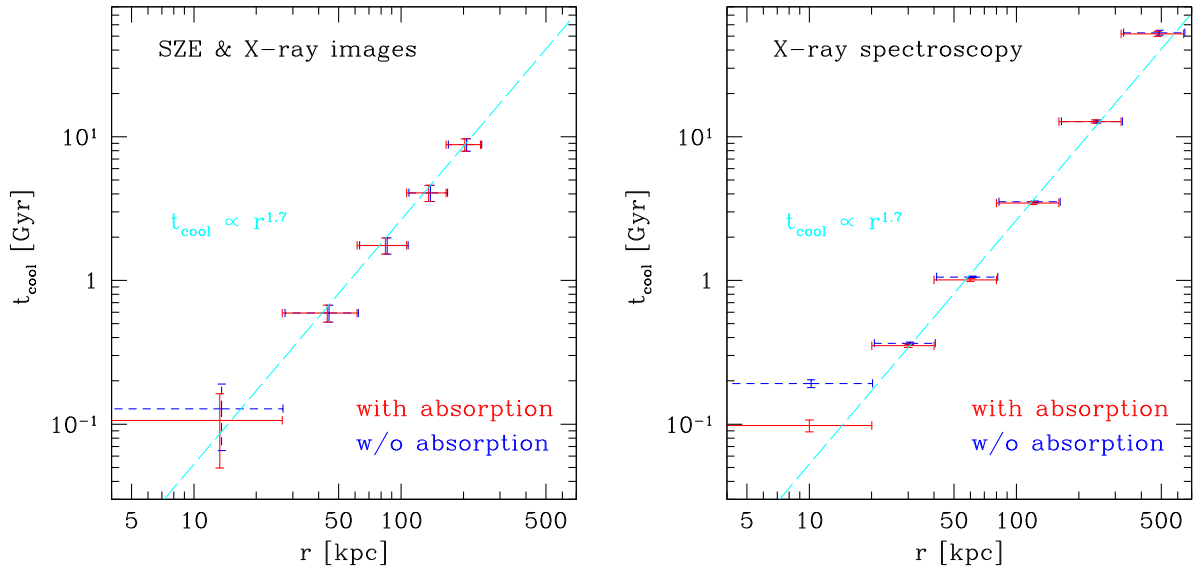 SZE & X-ray images
t_cool ∝ r^1.7
with absorption
w/o absorption
t_cool [Gyr]
10^1
1
10^−1
5 10 50 100 500
r [kpc]
X-ray spectroscopy
t_cool ∝ r^1.7
with absorption
w/o absorption
t_cool [Gyr]
10^1
1
10^−1
5 10 50 100 500
r [kpc]